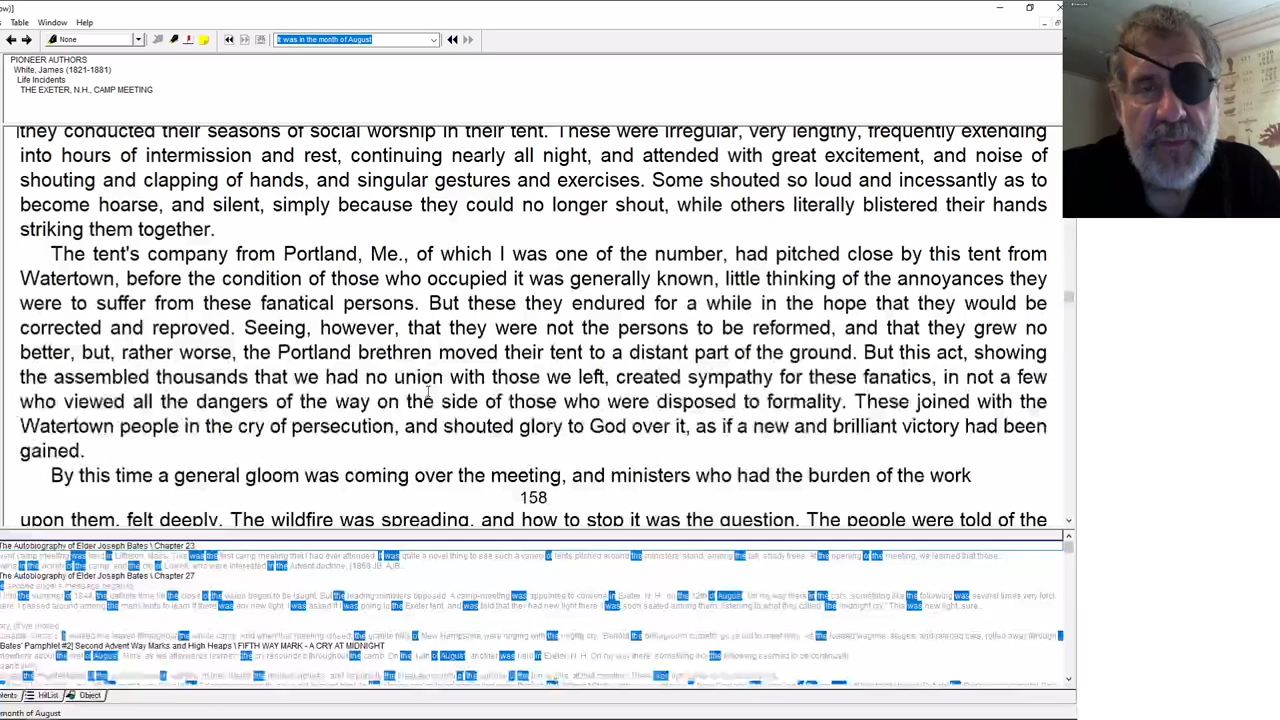 ow)]
Table Window Help
None
it was in the month of August
PIONEER AUTHORS
White, James (1821-1881)
Life Incidents
THE EXETER, N.H., CAMP MEETING
they conducted their seasons of social worship in their tent. These were irregular, very lengthy, frequently extending
into hours of intermission and rest, continuing nearly all night, and attended with great excitement, and noise of
shouting and clapping of hands, and singular gestures and exercises. Some shouted so loud and incessantly as to
become hoarse, and silent, simply because they could no longer shout, while others literally blistered their hands
striking them together.
The tent's company from Portland, Me., of which I was one of the number, had pitched close by this tent from
Watertown, before the condition of those who occupied it was generally known, little thinking of the annoyances they
were to suffer from these fanatical persons. But these they endured for a while in the hope that they would be
corrected and reproved. Seeing, however, that they were not the persons to be reformed, and that they grew no
better, but, rather worse, the Portland brethren moved their tent to a distant part of the ground. But this act, showing
the assembled thousands that we had no union with those we left, created sympathy for these fanatics, in not a few
who viewed all the dangers of the way on the side of those who were disposed to formality. These joined with the
Watertown people in the cry of persecution, and shouted glory to God over it, as if a new and brilliant victory had been
gained.
By this time a general gloom was coming over the meeting, and ministers who had the burden of the work
158
upon them, felt deeply. The wildfire was spreading, and how to stop it was the question. The people were told of the
The Autobiography of Elder Joseph Bates \ Chapter 23
The Autobiography of Elder Joseph Bates \ Chapter 27
Bates' Pamphlet #2] Second Advent Way Marks and High Heaps \ FIFTH WAY MARK - A CRY AT MIDNIGHT
HitList Object
month of August